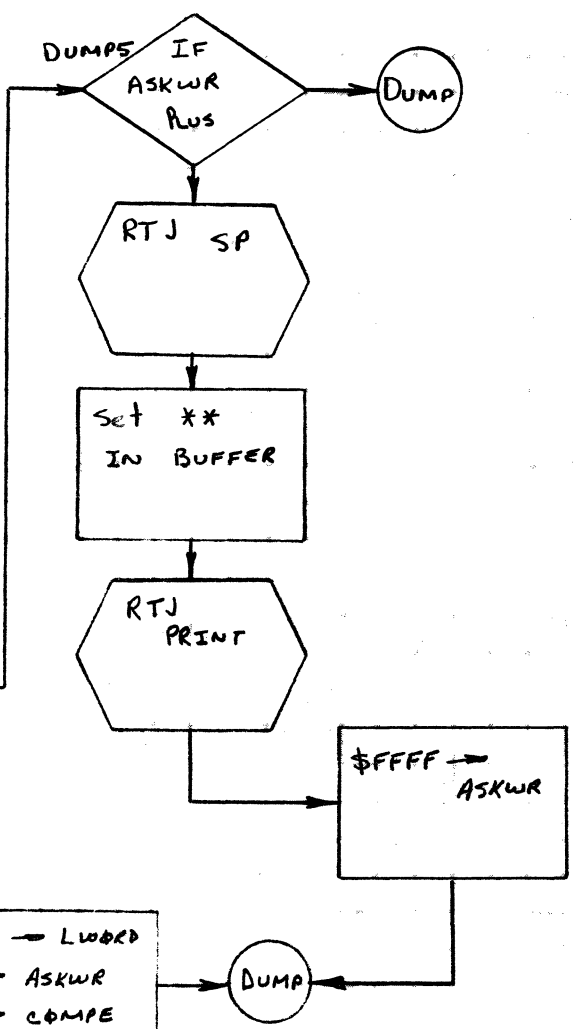 DUMP5
IF
ASKWR
PLUS
DUMP
RTJ SP
Set **
IN BUFFER
RTJ
PRINT
$FFFF →
ASKWR
→ LWORD
ASKWR
COMPE
DUMP